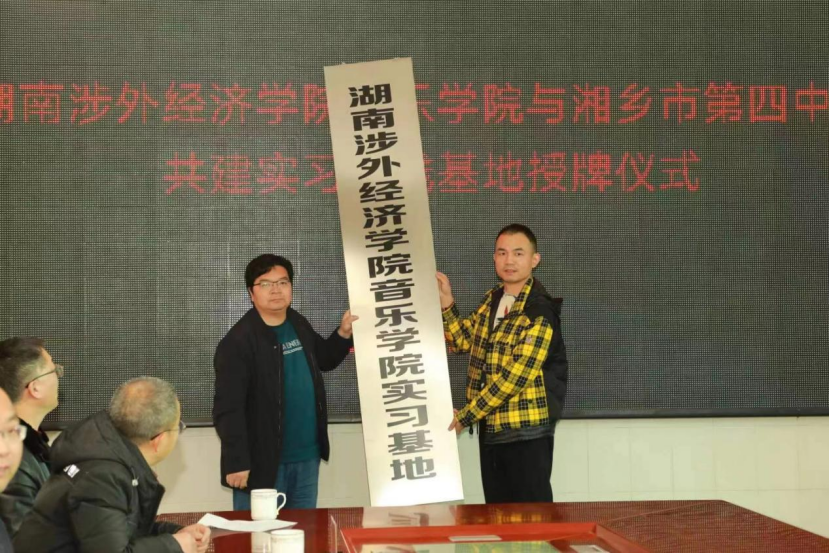 湖南涉外经济学院 乐学院与湘乡市第四中
共建实习 基地授牌仪式
湖南涉外经济学院音乐学院实习基地